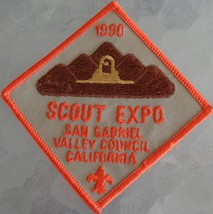 1990
SCOUT EXPO
SAN GABRIEL
VALLEY COUNCIL
CALIFORNIA